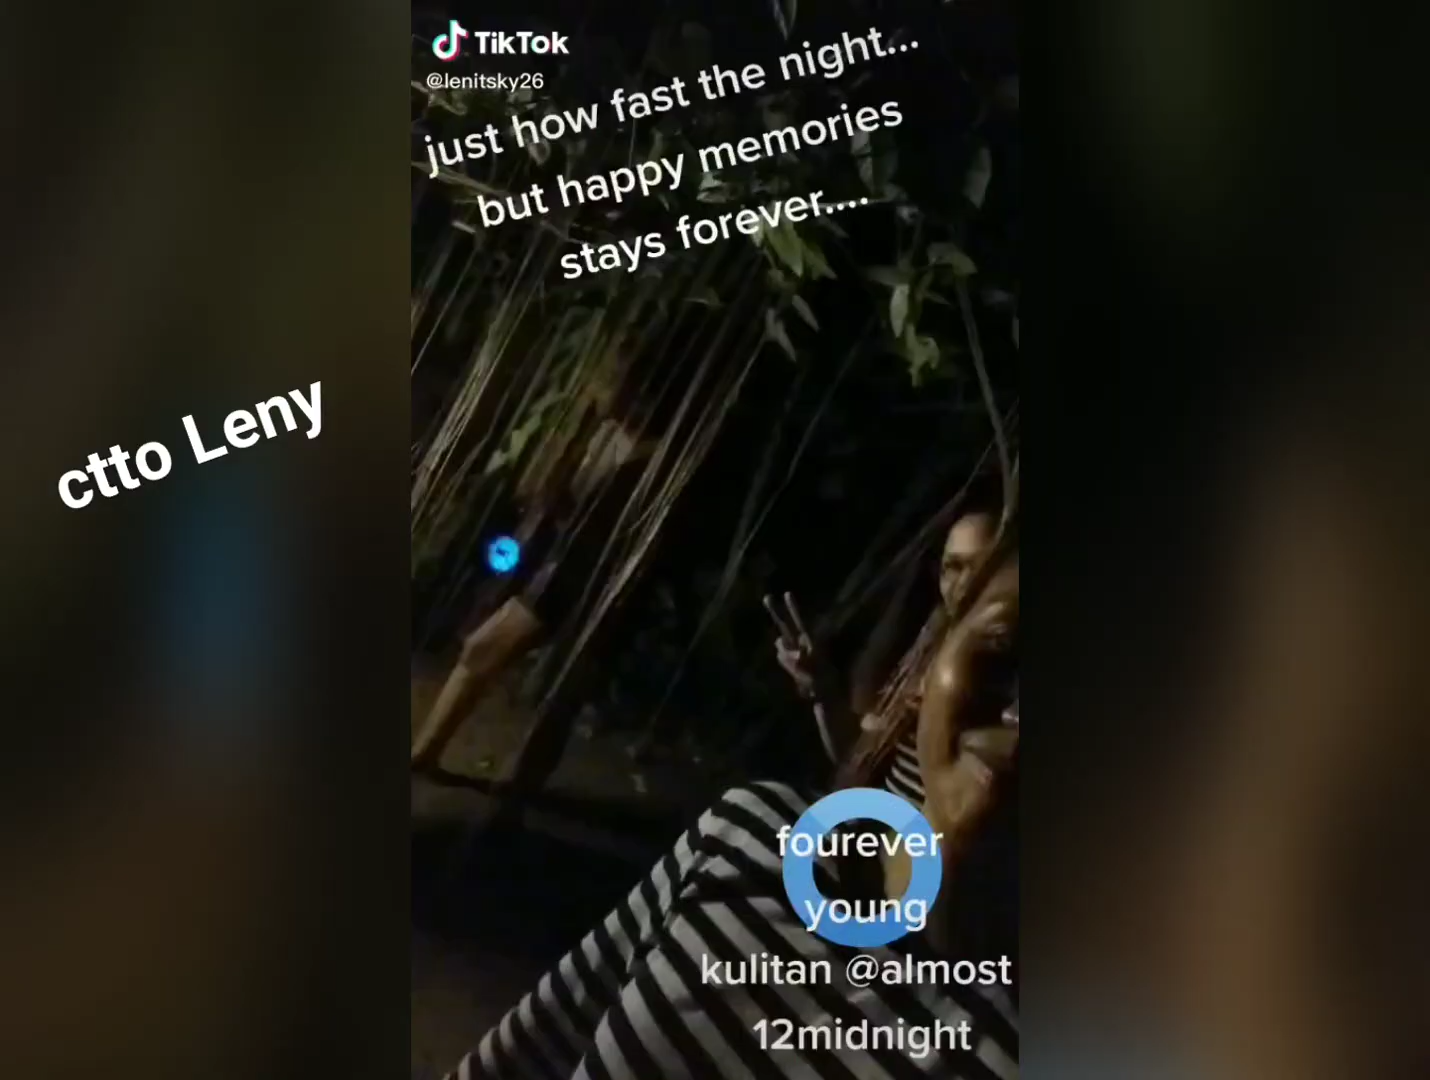 TikTok
@lenitsky26
just how fast the night...
but happy memories
stays forever....
ctto Leny
fourever
young
kulitan @almost
12midnight